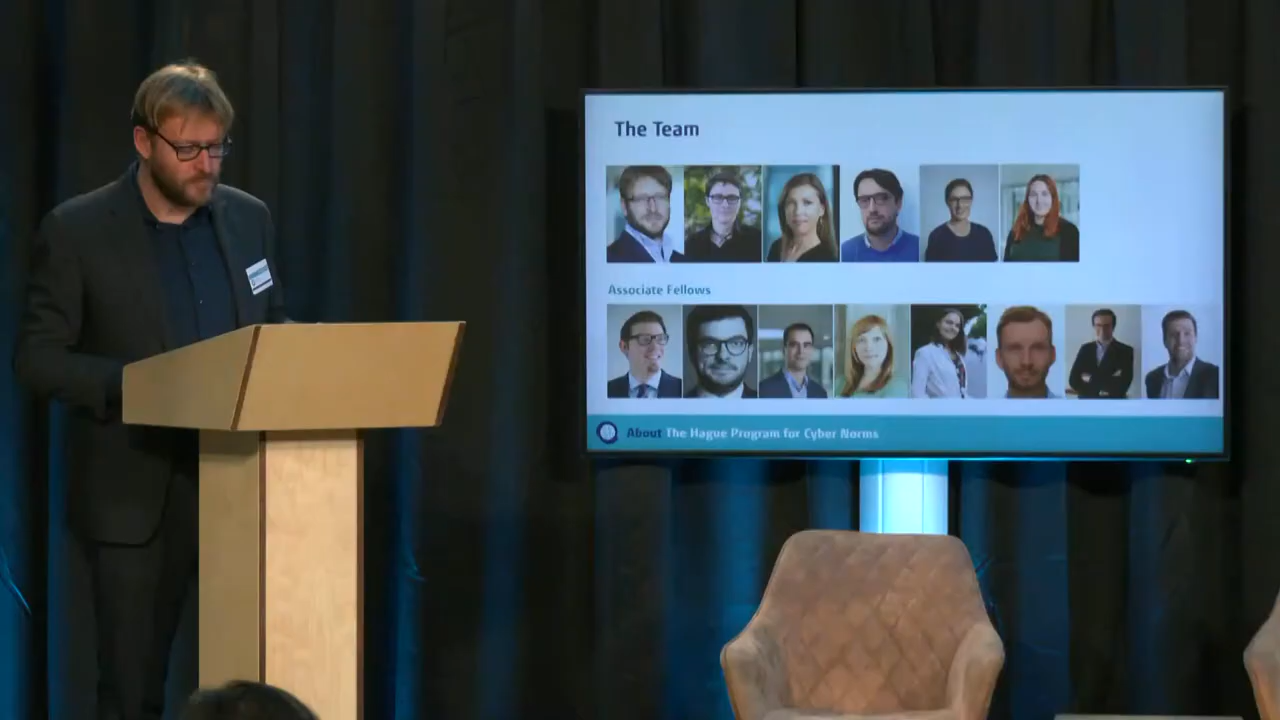 The Team
Associate Fellows
About The Hague Program for Cyber Norms